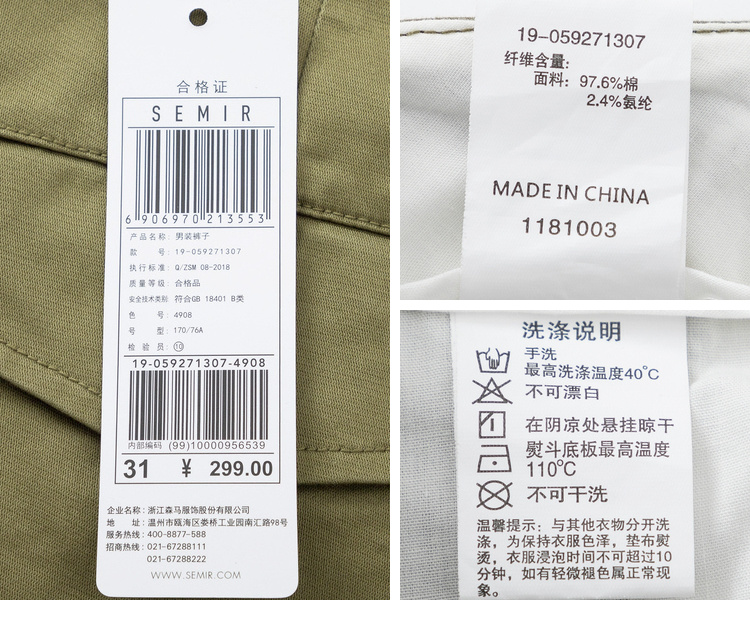 合格证
SEMIR
6 906970 213553
产品名称: 男装裤子
款 号: 19-059271307
执行标准: Q/ZSM 08-2018
质量等级: 合格品
安全技术类别: 符合GB 18401 B类
色 号: 4908
号 型: 170/76A
检 验 员: ⑩
19-059271307-4908
内部编码 (99)10000956539
31 ¥ 299.00
企业名称: 浙江森马服饰股份有限公司
地 址: 温州市瓯海区娄桥工业园南汇路98号
服务热线: 400-8877-588
招商热线: 021-67288111
021-67288222
WWW.SEMIR.COM
19-059271307
纤维含量:
面料: 97.6%棉
2.4%氨纶
MADE IN CHINA
1181003
洗涤说明
手洗
最高洗涤温度40℃
不可漂白
在阴凉处悬挂晾干
熨斗底板最高温度
110℃
不可干洗
温馨提示: 与其他衣物分开洗
涤, 为保持衣服色泽, 垫布熨
烫, 衣服浸泡时间不可超过10
分钟, 如有轻微褪色属正常现
象。